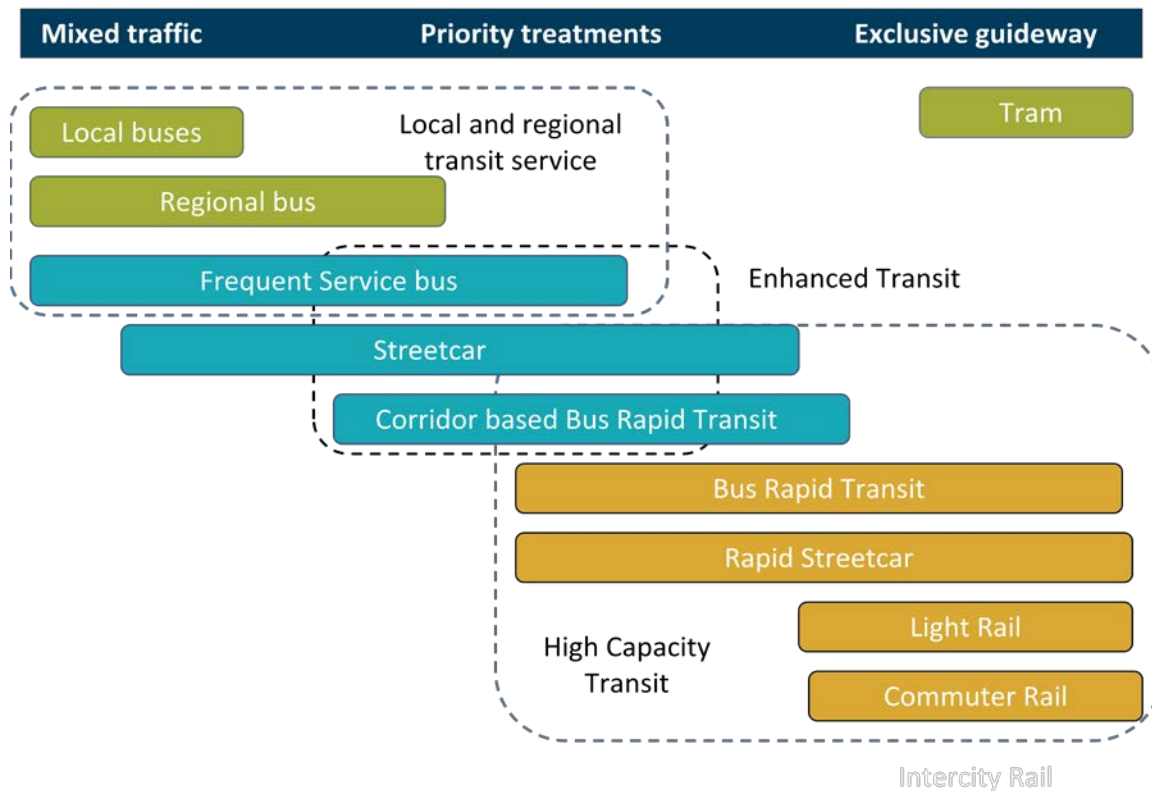 Mixed traffic Priority treatments Exclusive guideway
Local buses
Local and regional
transit service
Tram
Regional bus
Frequent Service bus
Enhanced Transit
Streetcar
Corridor based Bus Rapid Transit
Bus Rapid Transit
Rapid Streetcar
Light Rail
High Capacity
Transit
Commuter Rail
Intercity Rail